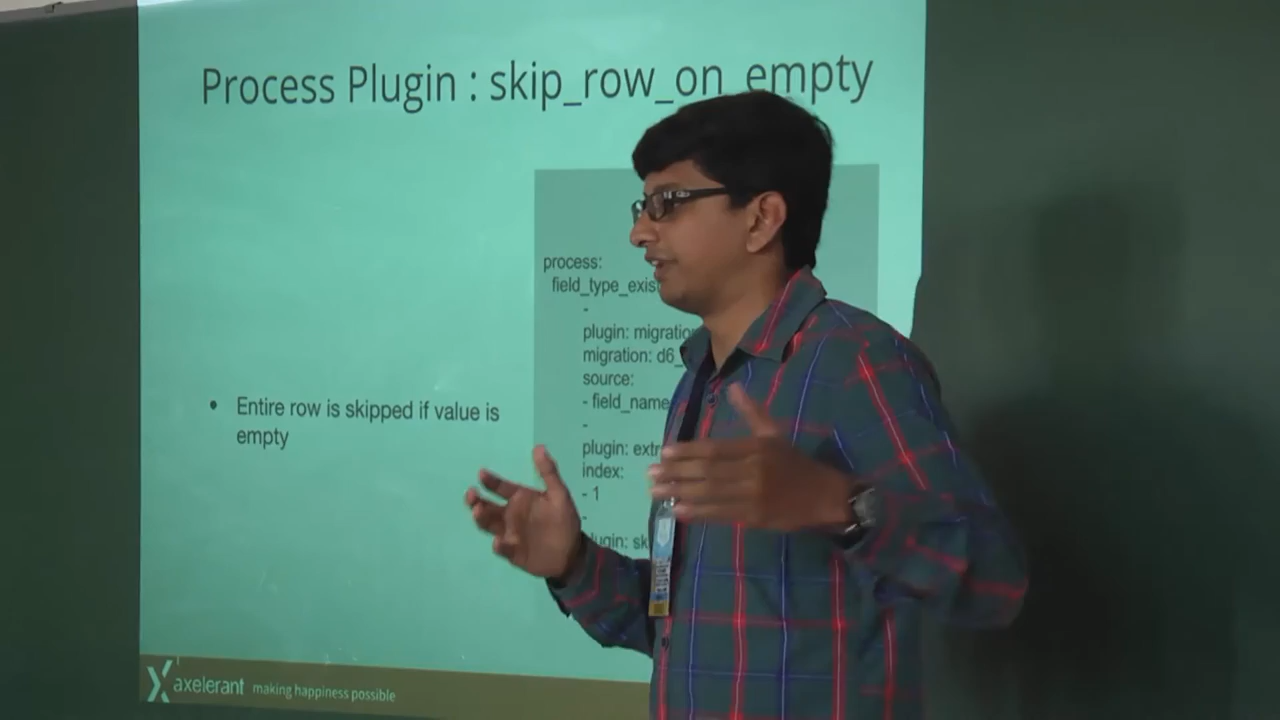 Process Plugin : skip_row_on_empty
process:
field_type_exis
-
plugin: migration
migration: d6_
source:
- field_name
-
plugin: extr
index:
- 1
-
plugin: sk
• Entire row is skipped if value is
empty
axelerant making happiness possible